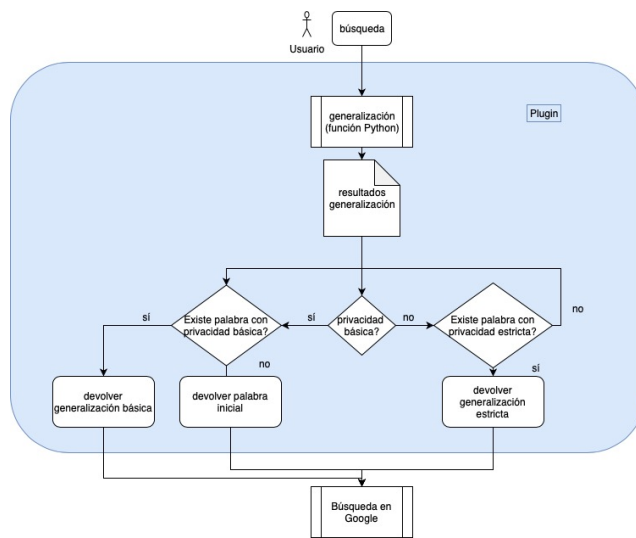 búsqueda
Usuario
Plugin
generalización
(función Python)
resultados
generalización
no
sí
Existe palabra con
privacidad básica?
sí
privacidad
básica?
no
Existe palabra con
privacidad estricta?
no
sí
devolver
generalización básica
devolver palabra
inicial
devolver
generalización
estricta
Búsqueda en
Google